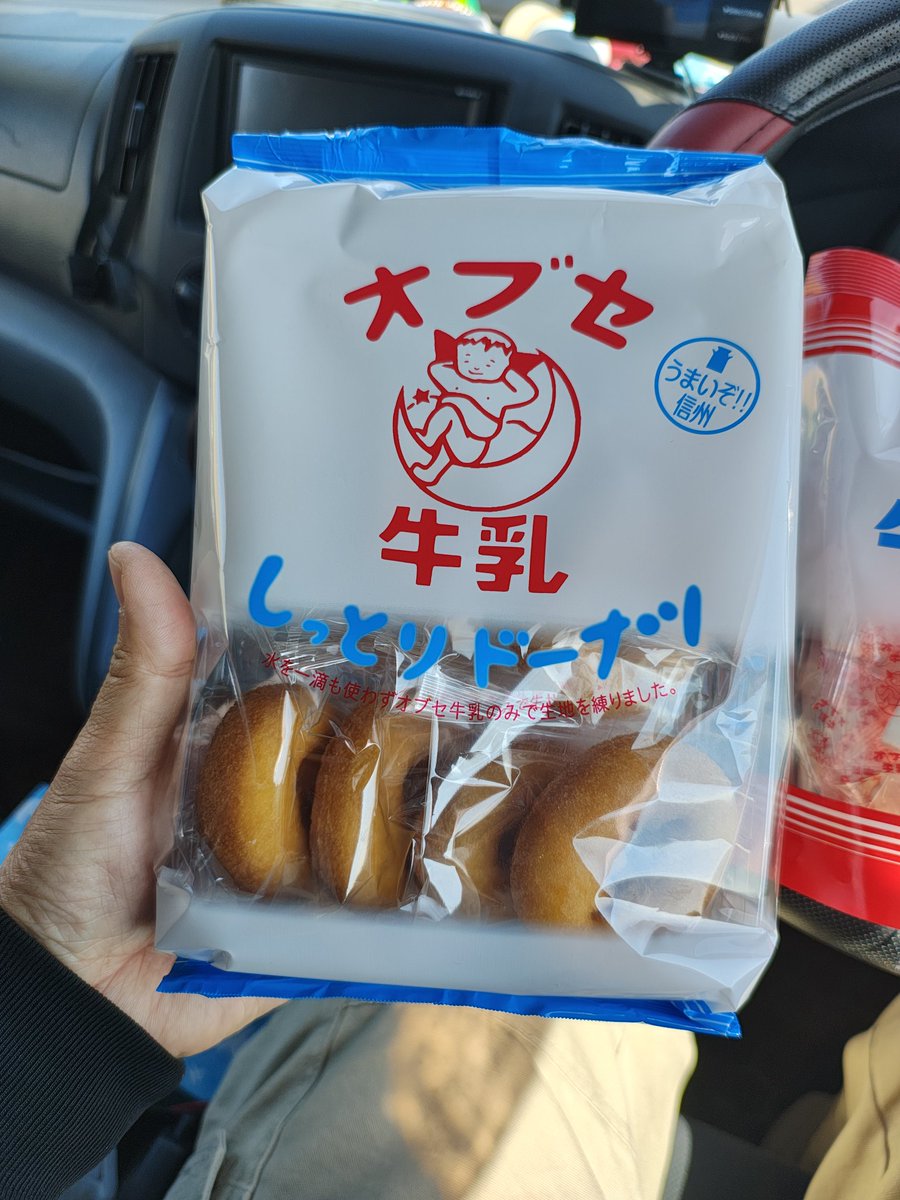 オブセ
うまいぞ!!
信州
牛乳
しっとりドーナツ
水を一滴も使わずオブセ牛乳のみで生地を練りました。